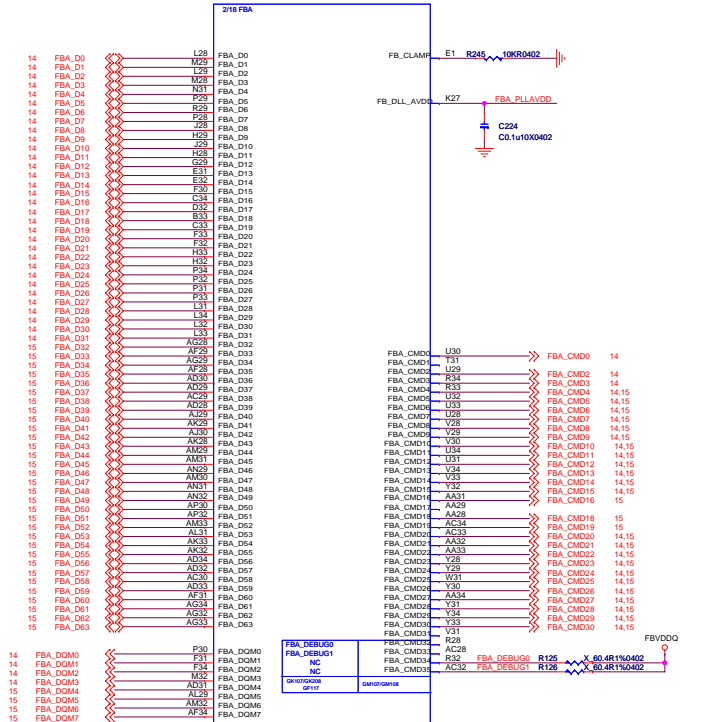 2/18 FBA
14 FBA_D0 L28 FBA_D0
14 FBA_D1 M29 FBA_D1
14 FBA_D2 L29 FBA_D2
14 FBA_D3 M28 FBA_D3
14 FBA_D4 N31 FBA_D4
14 FBA_D5 P29 FBA_D5
14 FBA_D6 R29 FBA_D6
14 FBA_D7 P28 FBA_D7
14 FBA_D8 J28 FBA_D8
14 FBA_D9 H29 FBA_D9
14 FBA_D10 J29 FBA_D10
14 FBA_D11 H28 FBA_D11
14 FBA_D12 G29 FBA_D12
14 FBA_D13 E31 FBA_D13
14 FBA_D14 E32 FBA_D14
14 FBA_D15 F30 FBA_D15
14 FBA_D16 C34 FBA_D16
14 FBA_D17 D32 FBA_D17
14 FBA_D18 B33 FBA_D18
14 FBA_D19 C33 FBA_D19
14 FBA_D20 F33 FBA_D20
14 FBA_D21 F32 FBA_D21
14 FBA_D22 H33 FBA_D22
14 FBA_D23 H32 FBA_D23
14 FBA_D24 P34 FBA_D24
14 FBA_D25 P32 FBA_D25
14 FBA_D26 P31 FBA_D26
14 FBA_D27 P33 FBA_D27
14 FBA_D28 L31 FBA_D28
14 FBA_D29 L34 FBA_D29
14 FBA_D30 L32 FBA_D30
14 FBA_D31 L33 FBA_D31
15 FBA_D32 AG28 FBA_D32
15 FBA_D33 AF29 FBA_D33
15 FBA_D34 AG29 FBA_D34
15 FBA_D35 AF28 FBA_D35
15 FBA_D36 AD30 FBA_D36
15 FBA_D37 AD29 FBA_D37
15 FBA_D38 AC29 FBA_D38
15 FBA_D39 AD28 FBA_D39
15 FBA_D40 AJ29 FBA_D40
15 FBA_D41 AK29 FBA_D41
15 FBA_D42 AJ30 FBA_D42
15 FBA_D43 AK28 FBA_D43
15 FBA_D44 AM29 FBA_D44
15 FBA_D45 AM31 FBA_D45
15 FBA_D46 AN29 FBA_D46
15 FBA_D47 AM30 FBA_D47
15 FBA_D48 AN31 FBA_D48
15 FBA_D49 AN32 FBA_D49
15 FBA_D50 AP30 FBA_D50
15 FBA_D51 AP32 FBA_D51
15 FBA_D52 AM33 FBA_D52
15 FBA_D53 AL31 FBA_D53
15 FBA_D54 AK33 FBA_D54
15 FBA_D55 AK32 FBA_D55
15 FBA_D56 AD34 FBA_D56
15 FBA_D57 AD32 FBA_D57
15 FBA_D58 AC30 FBA_D58
15 FBA_D59 AD33 FBA_D59
15 FBA_D60 AF31 FBA_D60
15 FBA_D61 AG34 FBA_D61
15 FBA_D62 AG32 FBA_D62
15 FBA_D63 AG33 FBA_D63
14 FBA_DQM0 P30 FBA_DQM0
14 FBA_DQM1 F31 FBA_DQM1
14 FBA_DQM2 F34 FBA_DQM2
14 FBA_DQM3 M32 FBA_DQM3
15 FBA_DQM4 AD31 FBA_DQM4
15 FBA_DQM5 AL29 FBA_DQM5
15 FBA_DQM6 AM32 FBA_DQM6
15 FBA_DQM7 AF34 FBA_DQM7
FB_CLAMP E1 R245 10KR0402
FB_DLL_AVDD K27 FBA_PLLAVDD
C224
C0.1u10X0402
FBA_CMD0 U30 FBA_CMD0 14
FBA_CMD1 T31
FBA_CMD2 U29 FBA_CMD2 14
FBA_CMD3 R34 FBA_CMD3 14
FBA_CMD4 R33 FBA_CMD4 14,15
FBA_CMD5 U32 FBA_CMD5 14,15
FBA_CMD6 U33 FBA_CMD6 14,15
FBA_CMD7 U28 FBA_CMD7 14,15
FBA_CMD8 V28 FBA_CMD8 14,15
FBA_CMD9 V29 FBA_CMD9 14,15
FBA_CMD10 V30 FBA_CMD10 14,15
FBA_CMD11 U34 FBA_CMD11 14,15
FBA_CMD12 U31 FBA_CMD12 14,15
FBA_CMD13 V34 FBA_CMD13 14,15
FBA_CMD14 V33 FBA_CMD14 14,15
FBA_CMD15 Y32 FBA_CMD15 14,15
FBA_CMD16 AA31 FBA_CMD16 15
FBA_CMD17 AA29
FBA_CMD18 AA28 FBA_CMD18 15
FBA_CMD19 AC34 FBA_CMD19 15
FBA_CMD20 AC33 FBA_CMD20 14,15
FBA_CMD21 AA32 FBA_CMD21 14,15
FBA_CMD22 AA33 FBA_CMD22 14,15
FBA_CMD23 Y28 FBA_CMD23 14,15
FBA_CMD24 Y29 FBA_CMD24 14,15
FBA_CMD25 W31 FBA_CMD25 14,15
FBA_CMD26 Y30 FBA_CMD26 14,15
FBA_CMD27 AA34 FBA_CMD27 14,15
FBA_CMD28 Y31 FBA_CMD28 14,15
FBA_CMD29 Y34 FBA_CMD29 14,15
FBA_CMD30 Y33 FBA_CMD30 14,15
FBA_CMD31 V31
FBA_CMD32 R28
FBA_CMD33 AC28
FBA_CMD34 R32 FBA_DEBUG0 R125 X_60.4R1%0402
FBA_CMD35 AC32 FBA_DEBUG1 R126 X_60.4R1%0402
FBVDDQ
FBA_DEBUG0
FBA_DEBUG1
NC
NC
GK107/GK208
GF117
GM107/GM108